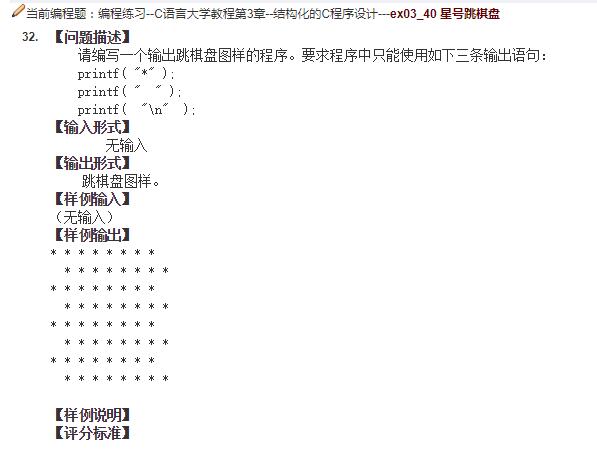 当前编程题：编程练习--C语言大学教程第3章--结构化的C程序设计---ex03_40 星号跳棋盘
32. 【问题描述】
请编写一个输出跳棋盘图样的程序。要求程序中只能使用如下三条输出语句：
printf( "*" );
printf( "  " );
printf(  "\n"  );
【输入形式】
无输入
【输出形式】
跳棋盘图样。
【样例输入】
（无输入）
【样例输出】
* * * * * * * *
 * * * * * * * *
* * * * * * * *
 * * * * * * * *
* * * * * * * *
 * * * * * * * *
* * * * * * * *
 * * * * * * * *
【样例说明】
【评分标准】